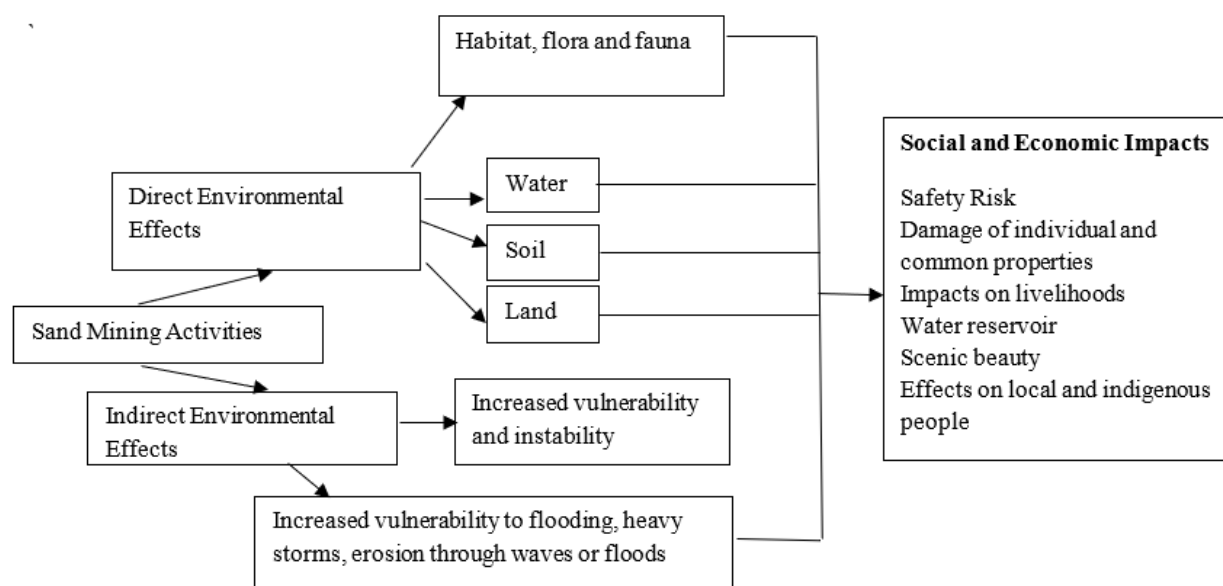 `
Habitat, flora and fauna
Social and Economic Impacts
Safety Risk
Damage of individual and
common properties
Impacts on livelihoods
Water reservoir
Scenic beauty
Effects on local and indigenous
people
Direct Environmental
Effects
Water
Soil
Land
Sand Mining Activities
Indirect Environmental
Effects
Increased vulnerability
and instability
Increased vulnerability to flooding, heavy
storms, erosion through waves or floods